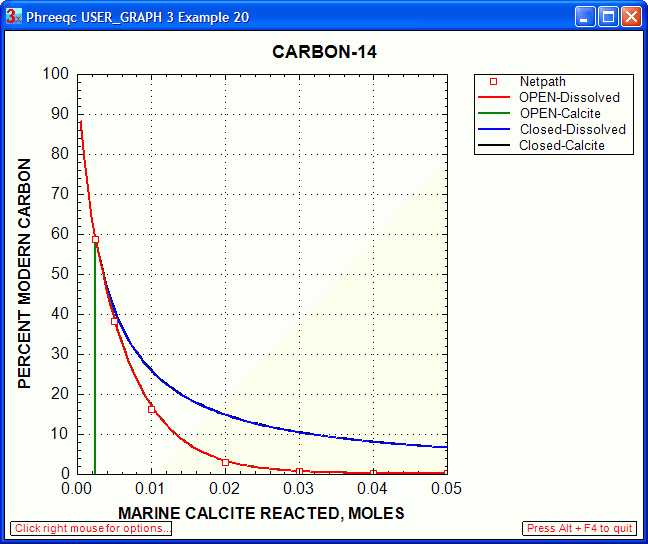 Phreeqc USER_GRAPH 3 Example 20
CARBON-14
100
90
80
70
60
50
40
30
20
10
0
PERCENT MODERN CARBON
0.00 0.01 0.02 0.03 0.04 0.05
MARINE CALCITE REACTED, MOLES
Netpath
OPEN-Dissolved
OPEN-Calcite
Closed-Dissolved
Closed-Calcite
Click right mouse for options...
Press Alt + F4 to quit